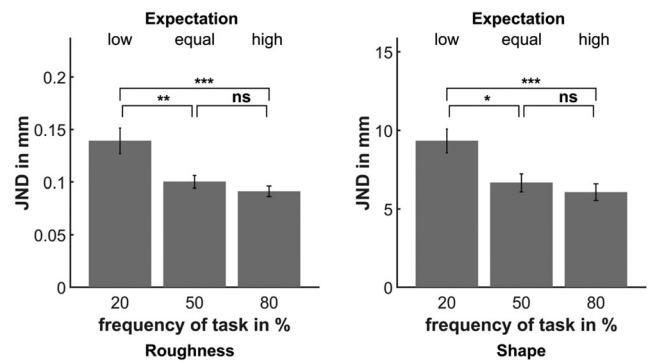 Expectation
low equal high
JND in mm
0.2
0.15
0.1
0.05
0
***
**
ns
20 50 80
frequency of task in %
Roughness
Expectation
low equal high
JND in mm
15
10
5
0
***
*
ns
20 50 80
frequency of task in %
Shape